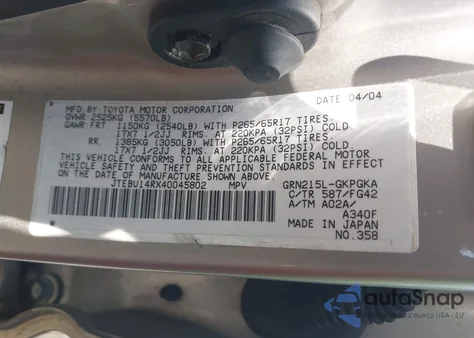 MFD. BY TOYOTA MOTOR CORPORATION DATE 04/04
GVWR 2525KG (5570LB)
GAWR: FRT 1150KG (2540LB) WITH P265/65R17 TIRES,
17X7 1/2JJ RIMS, AT 220KPA (32PSI) COLD
RR. 1385KG (3050LB) WITH P265/65R17 TIRES,
17X7 1/2JJ RIMS, AT 220KPA (32PSI) COLD
THIS VEHICLE CONFORMS TO ALL APPLICABLE FEDERAL MOTOR
VEHICLE SAFETY AND THEFT PREVENTION STANDARDS IN EFFECT
ON THE DATE OF MANUFACTURE SHOWN ABOVE.
JTEBU14RX40045802 MPV GRN215L-GKPGKA
C/TR 587/FG42
A/TM A02A/
A340F
MADE IN JAPAN
NO.358
autoSnap